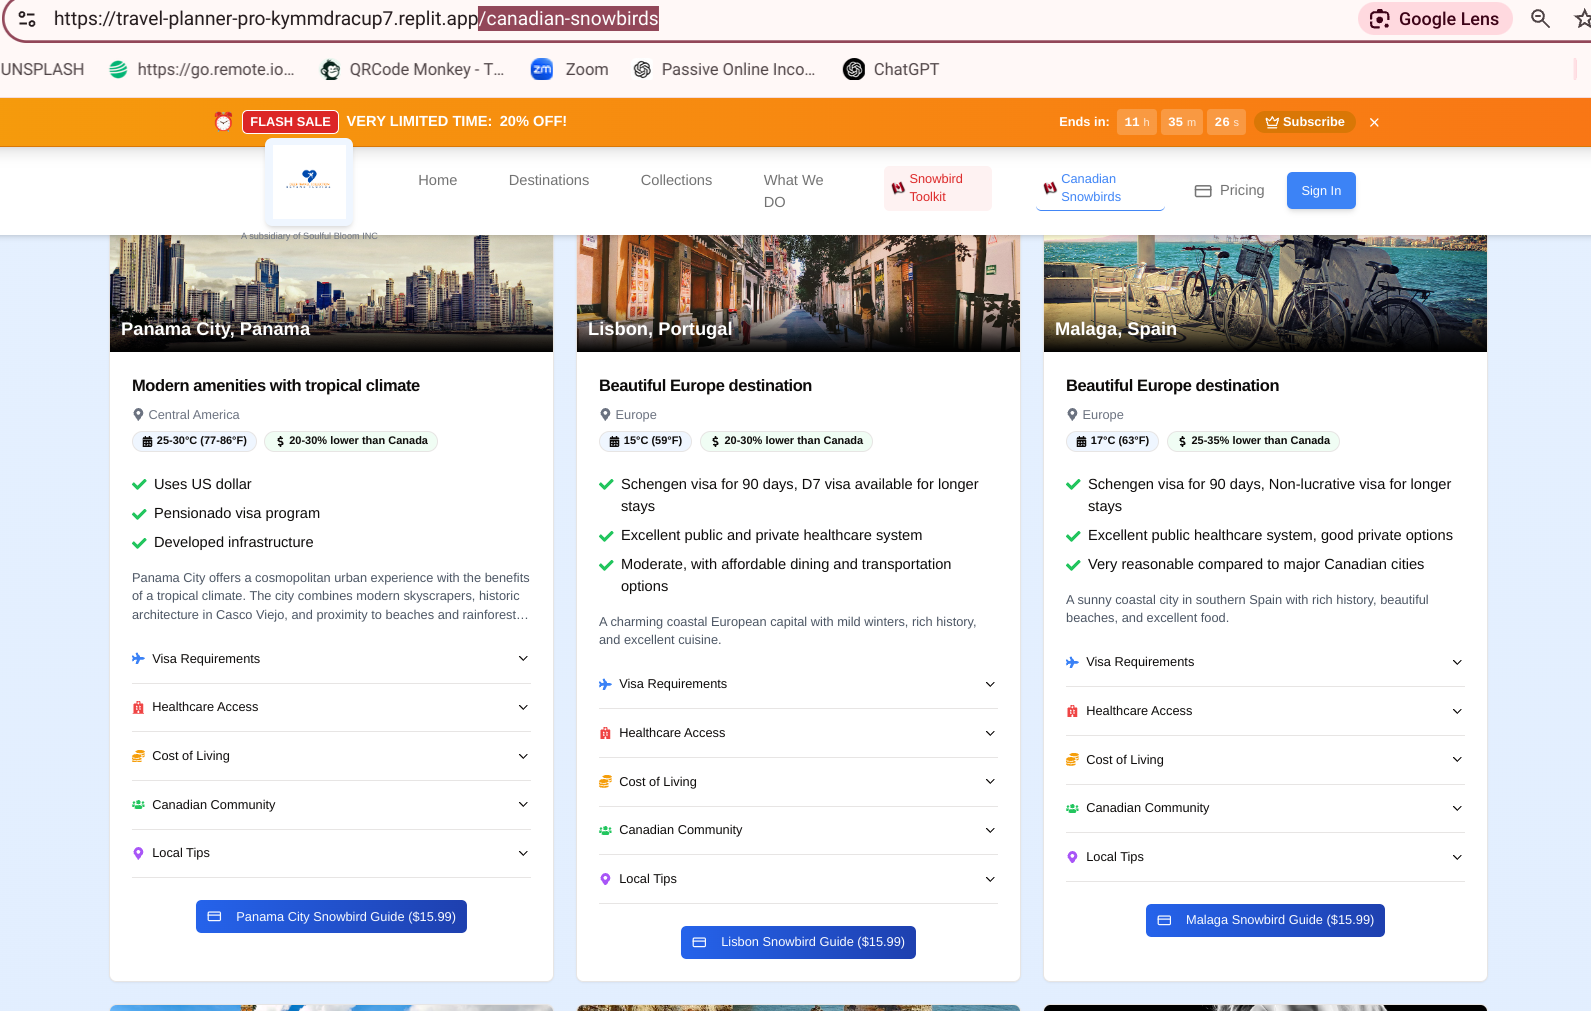 https://travel-planner-pro-kymmdracup7.replit.app/canadian-snowbirds
Google Lens
UNSPLASH
https://go.remote.io...
QRCode Monkey - T...
zm
Zoom
Passive Online Inco...
ChatGPT
FLASH SALE
VERY LIMITED TIME: 20% OFF!
Ends in: 11 h 35 m 26 s
Subscribe
A subsidiary of Soulful Bloom INC
Home
Destinations
Collections
What We
DO
Snowbird
Toolkit
Canadian
Snowbirds
Pricing
Sign In
Panama City, Panama
Modern amenities with tropical climate
Central America
25-30°C (77-86°F)
20-30% lower than Canada
Uses US dollar
Pensionado visa program
Developed infrastructure
Panama City offers a cosmopolitan urban experience with the benefits
of a tropical climate. The city combines modern skyscrapers, historic
architecture in Casco Viejo, and proximity to beaches and rainforest...
Visa Requirements
Healthcare Access
Cost of Living
Canadian Community
Local Tips
Panama City Snowbird Guide ($15.99)
Lisbon, Portugal
Beautiful Europe destination
Europe
15°C (59°F)
20-30% lower than Canada
Schengen visa for 90 days, D7 visa available for longer
stays
Excellent public and private healthcare system
Moderate, with affordable dining and transportation
options
A charming coastal European capital with mild winters, rich history,
and excellent cuisine.
Visa Requirements
Healthcare Access
Cost of Living
Canadian Community
Local Tips
Lisbon Snowbird Guide ($15.99)
Malaga, Spain
Beautiful Europe destination
Europe
17°C (63°F)
25-35% lower than Canada
Schengen visa for 90 days, Non-lucrative visa for longer
stays
Excellent public healthcare system, good private options
Very reasonable compared to major Canadian cities
A sunny coastal city in southern Spain with rich history, beautiful
beaches, and excellent food.
Visa Requirements
Healthcare Access
Cost of Living
Canadian Community
Local Tips
Malaga Snowbird Guide ($15.99)